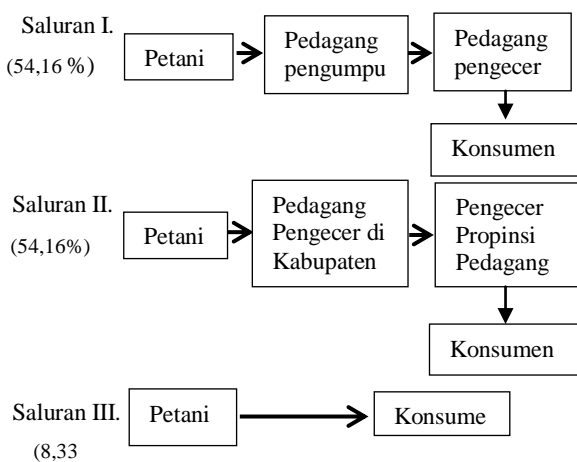 Saluran I.
(54,16 %)
Petani
Pedagang
pengumpu
Pedagang
pengecer
Konsumen
Saluran II.
(54,16%)
Petani
Pedagang
Pengecer di
Kabupaten
Pengecer
Propinsi
Pedagang
Konsumen
Saluran III.
(8,33
Petani
Konsume